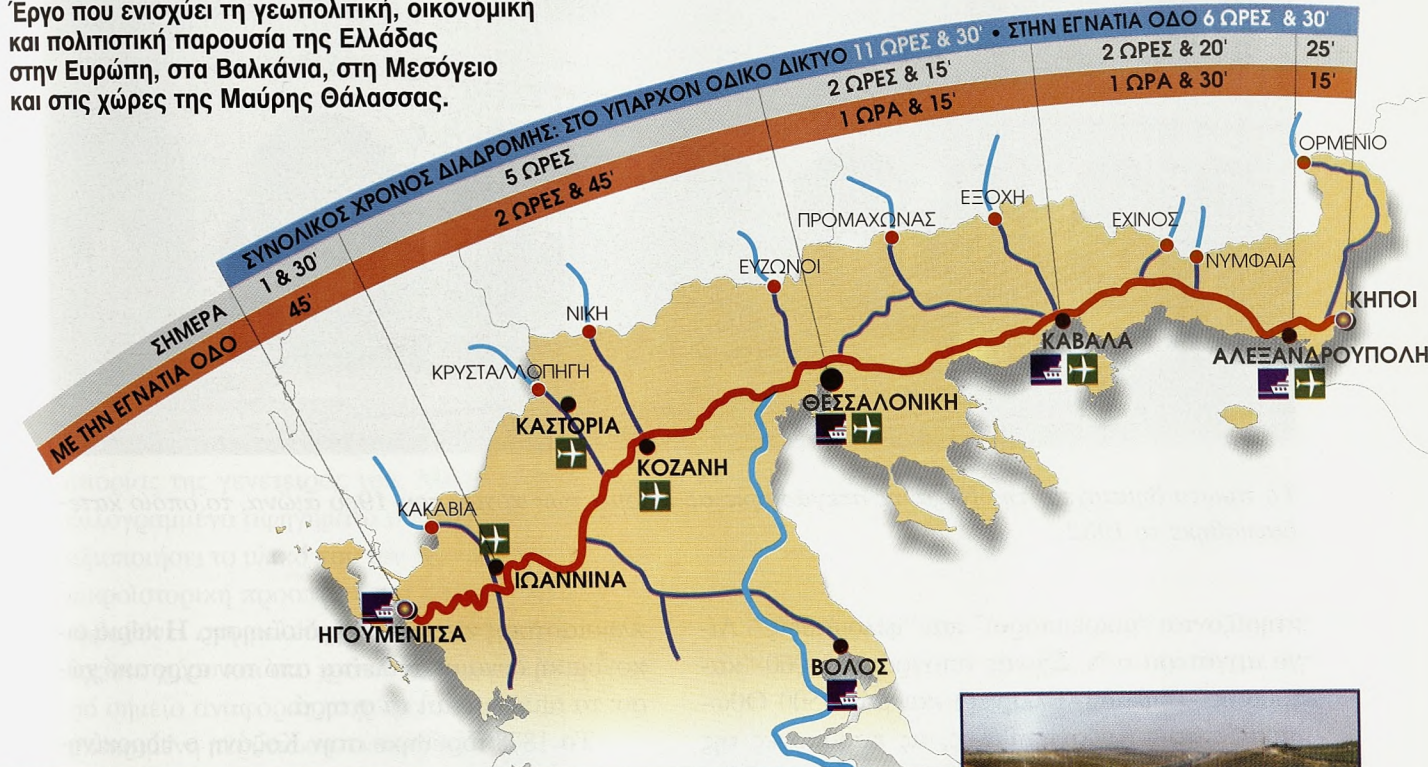 Έργο που ενισχύει τη γεωπολιτική, οικονομική
και πολιτιστική παρουσία της Ελλάδας
στην Ευρώπη, στα Βαλκάνια, στη Μεσόγειο
και στις χώρες της Μαύρης Θάλασσας.
ΣΥΝΟΛΙΚΟΣ ΧΡΟΝΟΣ ΔΙΑΔΡΟΜΗΣ: ΣΤΟ ΥΠΑΡΧΟΝ ΟΔΙΚΟ ΔΙΚΤΥΟ 11 ΩΡΕΣ & 30' • ΣΤΗΝ ΕΓΝΑΤΙΑ ΟΔΟ 6 ΩΡΕΣ & 30'
ΣΗΜΕΡΑ 1 & 30' 5 ΩΡΕΣ 2 ΩΡΕΣ & 15' 2 ΩΡΕΣ & 20' 25'
ΜΕ ΤΗΝ ΕΓΝΑΤΙΑ ΟΔΟ 45' 2 ΩΡΕΣ & 45' 1 ΩΡΑ & 15' 1 ΩΡΑ & 30' 15'
ΟΡΜΕΝΙΟ
ΕΞΟΧΗ
ΠΡΟΜΑΧΩΝΑΣ
ΕΧΙΝΟΣ
ΕΥΖΩΝΟΙ
ΝΥΜΦΑΙΑ
ΚΗΠΟΙ
ΝΙΚΗ
ΚΑΒΑΛΑ
ΑΛΕΞΑΝΔΡΟΥΠΟΛΗ
ΚΡΥΣΤΑΛΛΟΠΗΓΗ
ΘΕΣΣΑΛΟΝΙΚΗ
ΚΑΣΤΟΡΙΑ
ΚΟΖΑΝΗ
ΚΑΚΑΒΙΑ
ΙΩΑΝΝΙΝΑ
ΗΓΟΥΜΕΝΙΤΣΑ
ΒΟΛΟΣ